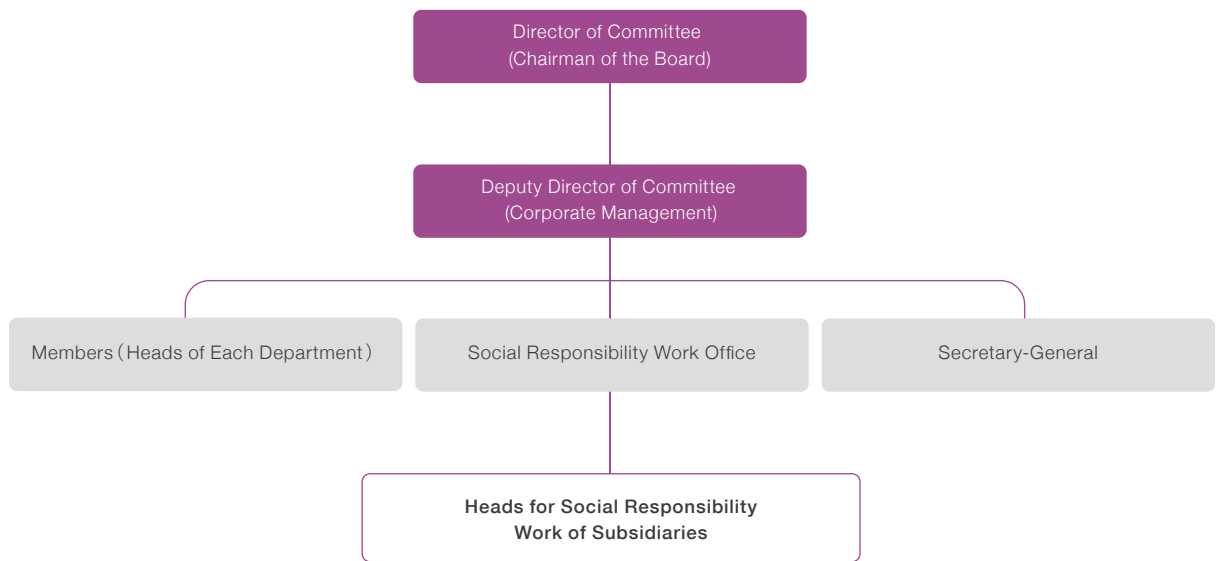 Director of Committee
(Chairman of the Board)
Deputy Director of Committee
(Corporate Management)
Members（Heads of Each Department）
Social Responsibility Work Office
Secretary-General
Heads for Social Responsibility
Work of Subsidiaries